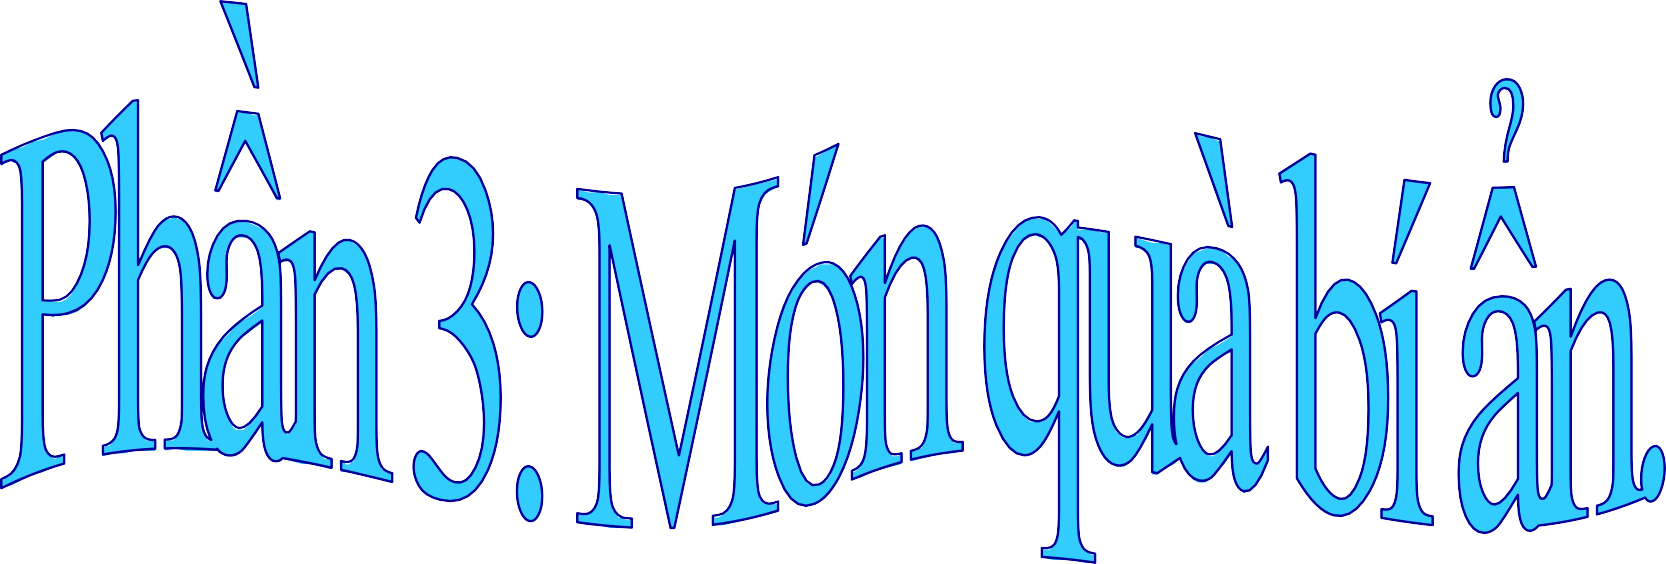 Phần 3: Món quà bí ẩn.